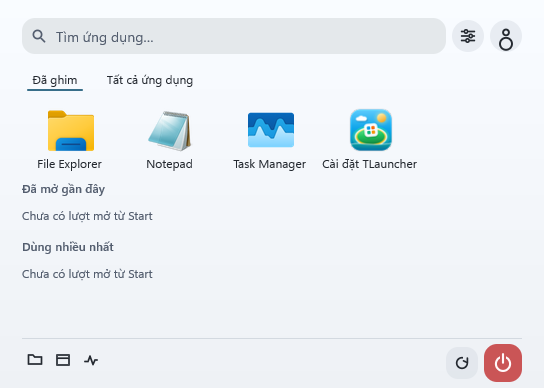 Tìm ứng dụng...
Đã ghim Tất cả ứng dụng
File Explorer Notepad Task Manager Cài đặt TLauncher
Đã mở gần đây
Chưa có lượt mở từ Start
Dùng nhiều nhất
Chưa có lượt mở từ Start